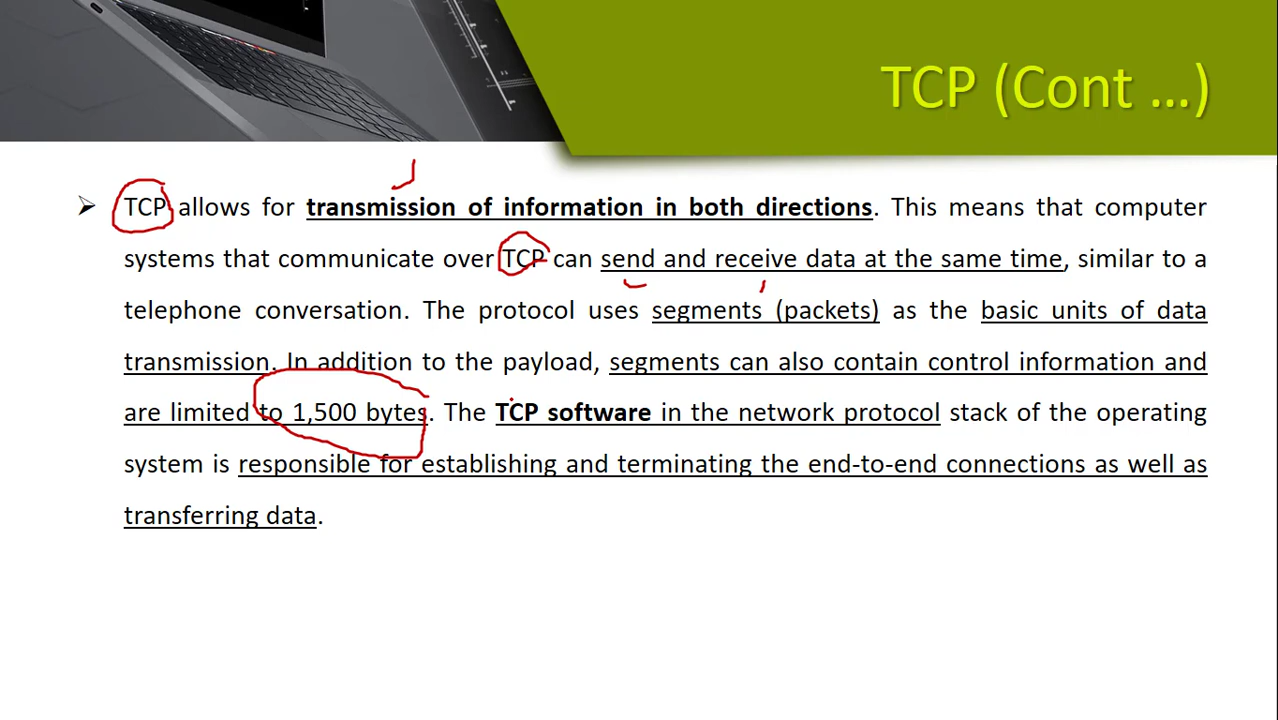 TCP (Cont …)
➢ TCP allows for transmission of information in both directions. This means that computer
systems that communicate over TCP can send and receive data at the same time, similar to a
telephone conversation. The protocol uses segments (packets) as the basic units of data
transmission. In addition to the payload, segments can also contain control information and
are limited to 1,500 bytes. The TCP software in the network protocol stack of the operating
system is responsible for establishing and terminating the end-to-end connections as well as
transferring data.